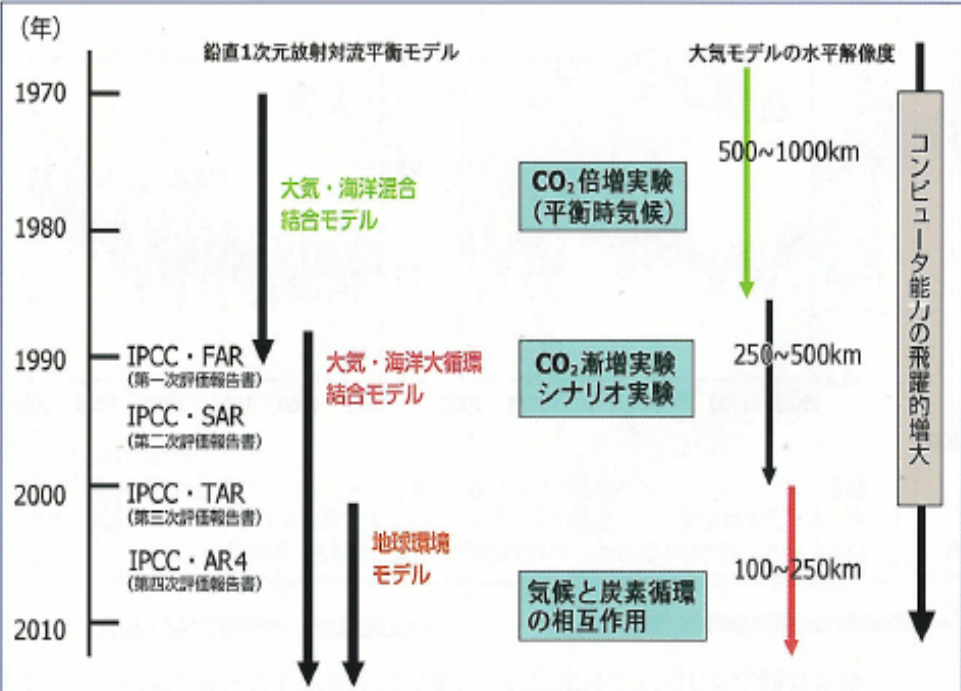 (年)
鉛直1次元放射対流平衡モデル
大気モデルの水平解像度
1970
1980
1990
2000
2010
大気・海洋混合
結合モデル
IPCC・FAR
(第一次評価報告書)
IPCC・SAR
(第二次評価報告書)
IPCC・TAR
(第三次評価報告書)
IPCC・AR4
(第四次評価報告書)
大気・海洋大循環
結合モデル
地球環境
モデル
CO₂倍増実験
(平衡時気候)
CO₂漸増実験
シナリオ実験
気候と炭素循環
の相互作用
500~1000km
250~500km
100~250km
コンピュータ能力の飛躍的増大